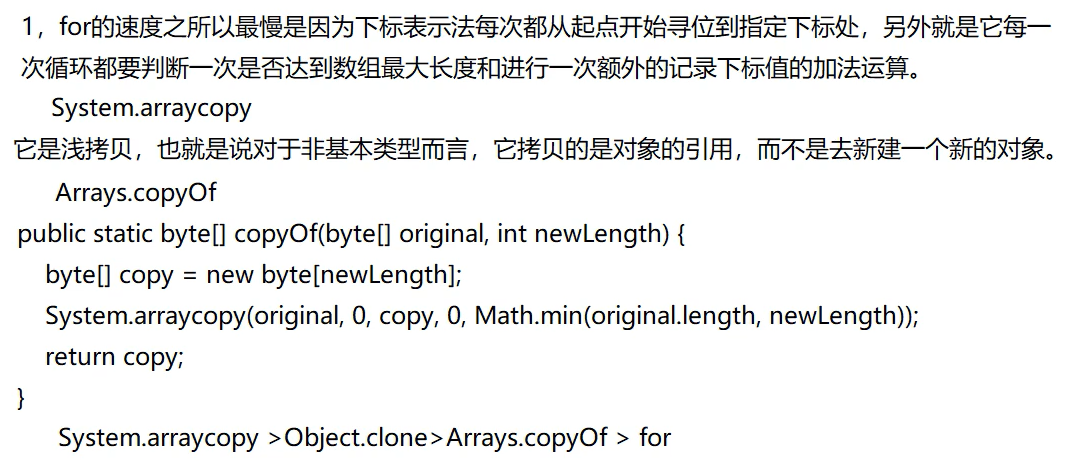 1，for的速度之所以最慢是因为下标表示法每次都从起点开始寻位到指定下标处，另外就是它每一
次循环都要判断一次是否达到数组最大长度和进行一次额外的记录下标值的加法运算。
System.arraycopy
它是浅拷贝，也就是说对于非基本类型而言，它拷贝的是对象的引用，而不是去新建一个新的对象。
Arrays.copyOf
public static byte[] copyOf(byte[] original, int newLength) {
byte[] copy = new byte[newLength];
System.arraycopy(original, 0, copy, 0, Math.min(original.length, newLength));
return copy;
}
System.arraycopy >Object.clone>Arrays.copyOf > for